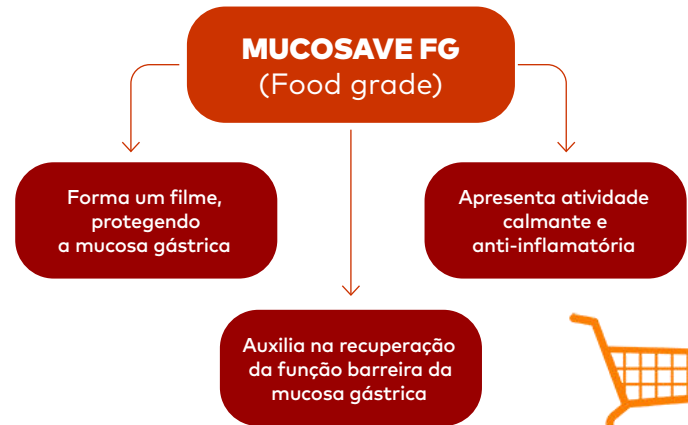 MUCOSAVE FG
(Food grade)
Forma um filme,
protegendo
a mucosa gástrica
Apresenta atividade
calmante e
anti-inflamatória
Auxilia na recuperação
da função barreira da
mucosa gástrica